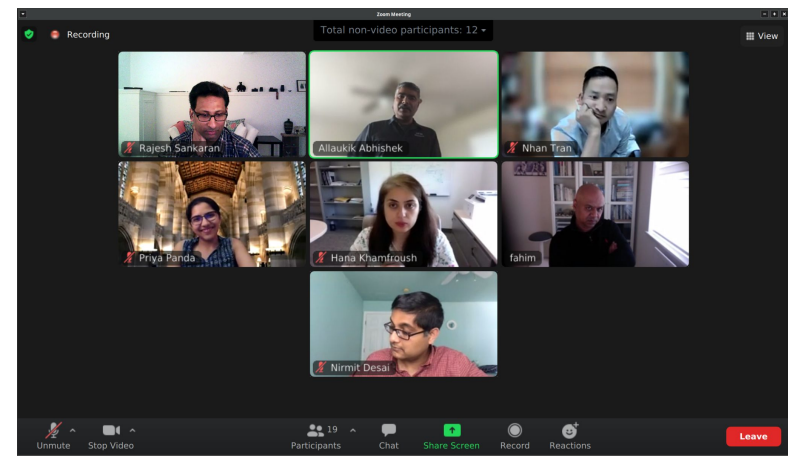 Zoom Meeting
Recording
Total non-video participants: 12
View
Rajesh Sankaran
Allaukik Abhishek
Nhan Tran
Priya Panda
Hana Khamfroush
fahim
Nirmit Desai
19
Unmute
Stop Video
Participants
Chat
Share Screen
Record
Reactions
Leave